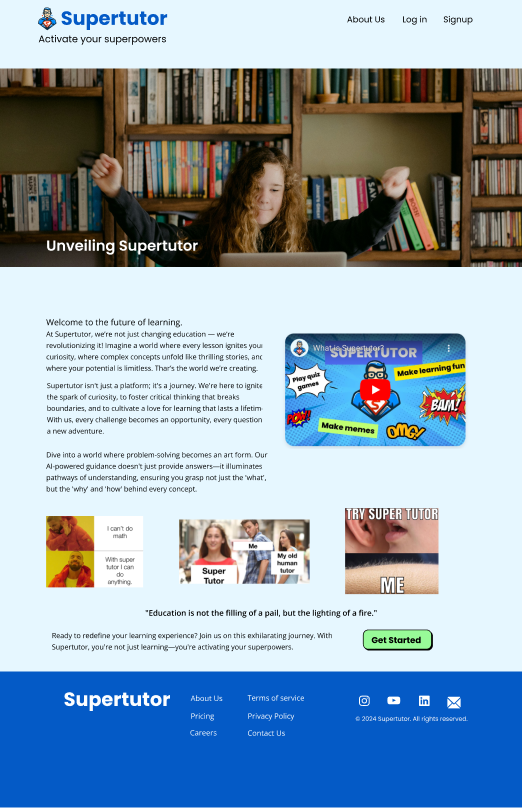 Supertutor
Activate your superpowers
About Us Log in Signup
Unveiling Supertutor
Welcome to the future of learning.
At Supertutor, we're not just changing education — we're
revolutionizing it! Imagine a world where every lesson ignites your
curiosity, where complex concepts unfold like thrilling stories, and
where your potential is limitless. Thar's the world we're creating.
Supertutor isn't just a platform; it's a journey. We're here to ignite
the spark of curiosity, to foster critical thinking that breaks
boundaries, and to cultivate a love for learning that lasts a lifetim
With us, every challenge becomes an opportunity, every question
a new adventure.
Dive into a world where problem-solving becomes an art form. Our
AI-powered guidance doesn't just provide answers—it illuminates
pathways of understanding, ensuring you grasp not just the 'what',
but the 'why' and 'how' behind every concept.
What is Supertutor?
SUPERTUTOR
Play quiz
games
Make learning fun
POW!
BAM!
Make memes
OMG!
I can't do
math
With super
tutor I can
do
anything.
Me
My old
human
tutor
Super
Tutor
TRY SUPER TUTOR
ME
"Education is not the filling of a pail, but the lighting of a fire."
Ready to redefine your learning experience? Join us on this exhilarating journey. With
Supertutor, you're not just learning—you're activating your superpowers.
Get Started
Supertutor
About Us
Pricing
Careers
Terms of service
Privacy Policy
Contact Us
© 2024 Supertutor. All rights reserved.